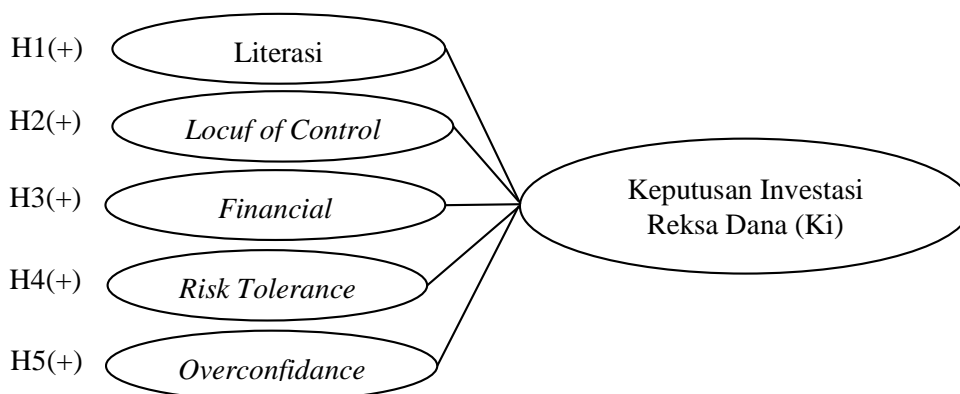 H1(+) Literasi
H2(+) Locuf of Control
H3(+) Financial
H4(+) Risk Tolerance
H5(+) Overconfidance
Keputusan Investasi
Reksa Dana (Ki)